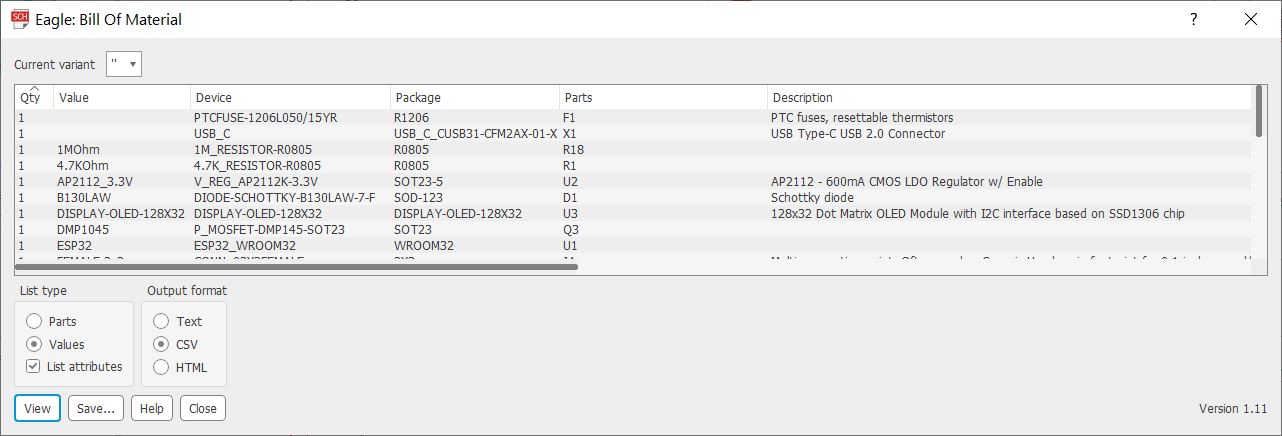 SCH Eagle: Bill Of Material ?
Current variant "
Qty Value Device Package Parts Description
1 PTCFUSE-1206L050/15YR R1206 F1 PTC fuses, resettable thermistors
1 USB_C USB_C_CUSB31-CFM2AX-01-X X1 USB Type-C USB 2.0 Connector
1 1MOhm 1M_RESISTOR-R0805 R0805 R18
1 4.7KOhm 4.7K_RESISTOR-R0805 R0805 R1
1 AP2112_3.3V V_REG_AP2112K-3.3V SOT23-5 U2 AP2112 - 600mA CMOS LDO Regulator w/ Enable
1 B130LAW DIODE-SCHOTTKY-B130LAW-7-F SOD-123 D1 Schottky diode
1 DISPLAY-OLED-128X32 DISPLAY-OLED-128X32 DISPLAY-OLED-128X32 U3 128x32 Dot Matrix OLED Module with I2C interface based on SSD1306 chip
1 DMP1045 P_MOSFET-DMP145-SOT23 SOT23 Q3
1 ESP32 ESP32_WROOM32 WROOM32 U1
List type Output format
Parts Text
Values CSV
List attributes HTML
View Save... Help Close Version 1.11